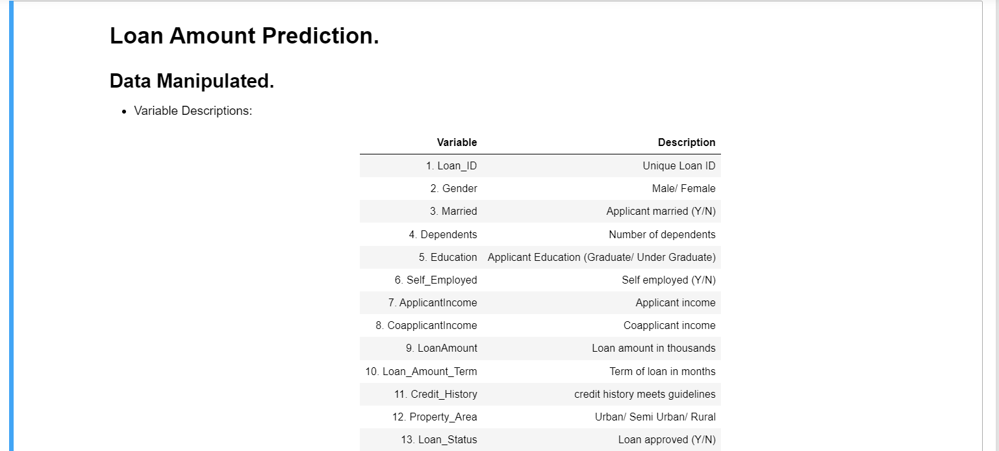 Loan Amount Prediction.
Data Manipulated.
• Variable Descriptions:
Variable Description
1. Loan_ID Unique Loan ID
2. Gender Male/ Female
3. Married Applicant married (Y/N)
4. Dependents Number of dependents
5. Education Applicant Education (Graduate/ Under Graduate)
6. Self_Employed Self employed (Y/N)
7. ApplicantIncome Applicant income
8. CoapplicantIncome Coapplicant income
9. LoanAmount Loan amount in thousands
10. Loan_Amount_Term Term of loan in months
11. Credit_History credit history meets guidelines
12. Property_Area Urban/ Semi Urban/ Rural
13. Loan_Status Loan approved (Y/N)